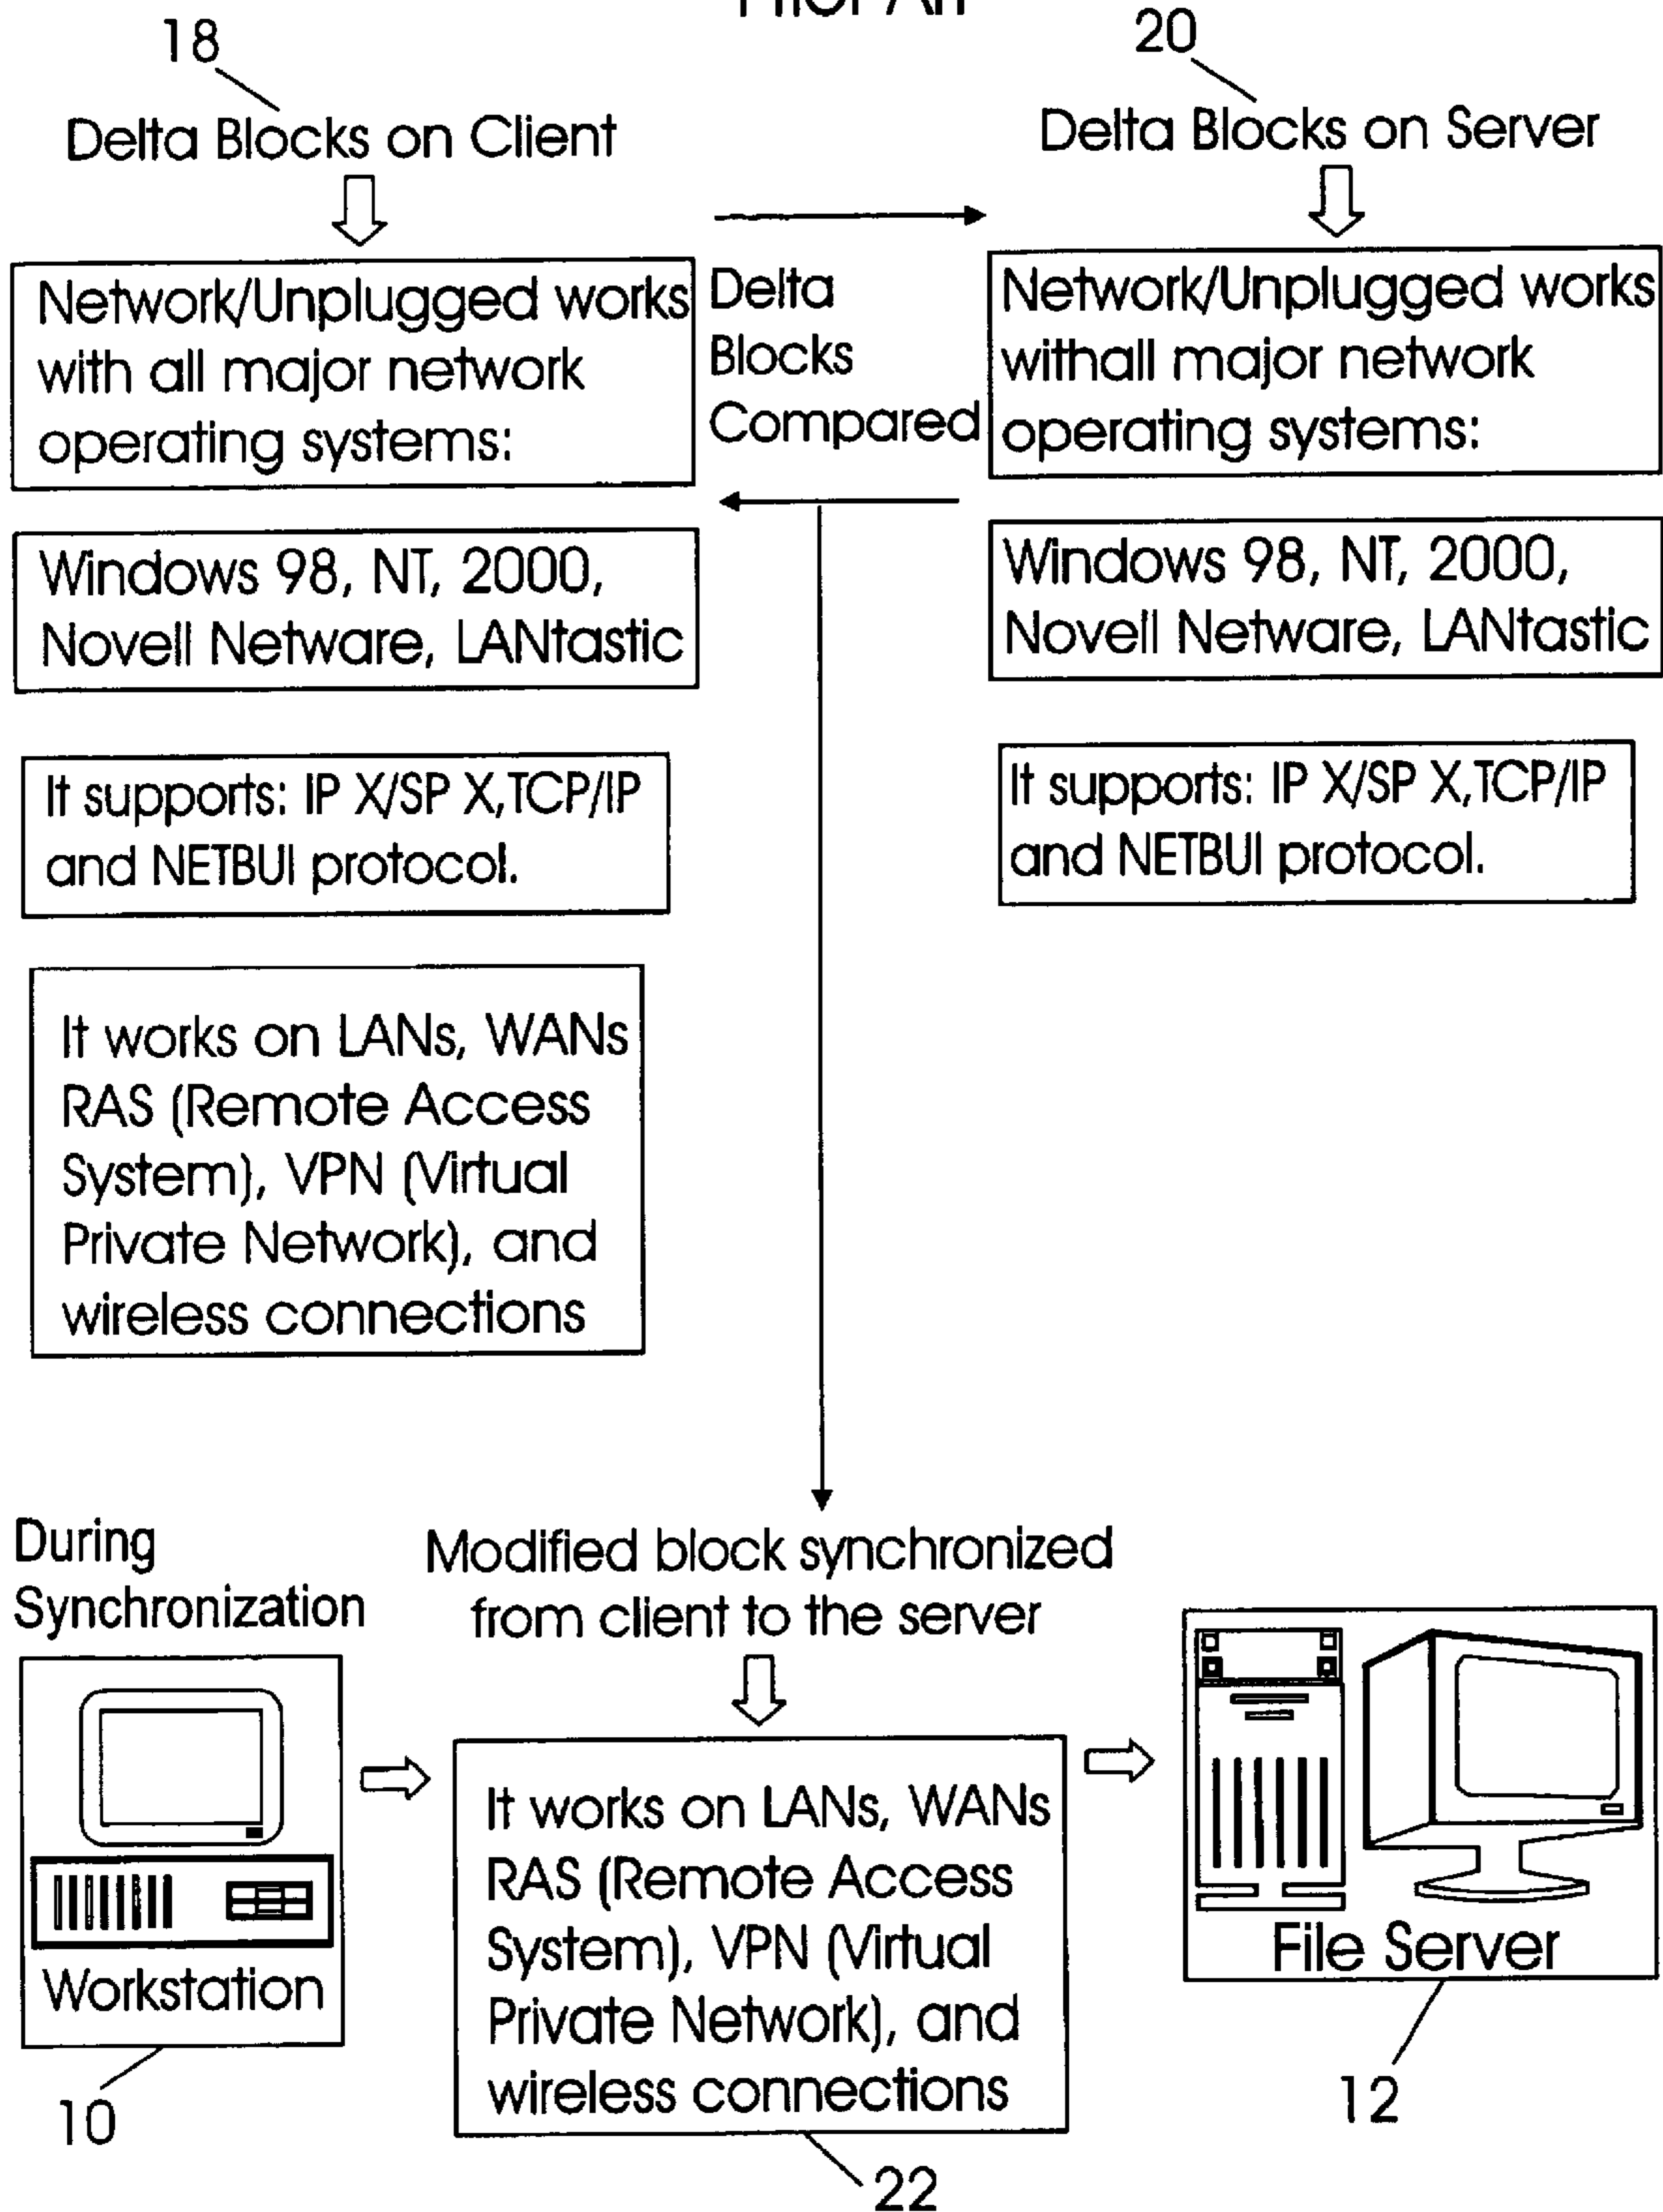 18
20
Delta Blocks on Client
Delta Blocks on Server
Network/Unplugged works
with all major network
operating systems:
Delta
Blocks
Compared
Network/Unplugged works
withall major network
operating systems:
Windows 98, NT, 2000,
Novell Netware, LANtastic
Windows 98, NT, 2000,
Novell Netware, LANtastic
It supports: IP X/SP X,TCP/IP
and NETBUI protocol.
It supports: IP X/SP X,TCP/IP
and NETBUI protocol.
It works on LANs, WANs
RAS (Remote Access
System), VPN (Virtual
Private Network), and
wireless connections
During
Synchronization
Modified block synchronized
from client to the server
Workstation
10
It works on LANs, WANs
RAS (Remote Access
System), VPN (Virtual
Private Network), and
wireless connections
22
File Server
12